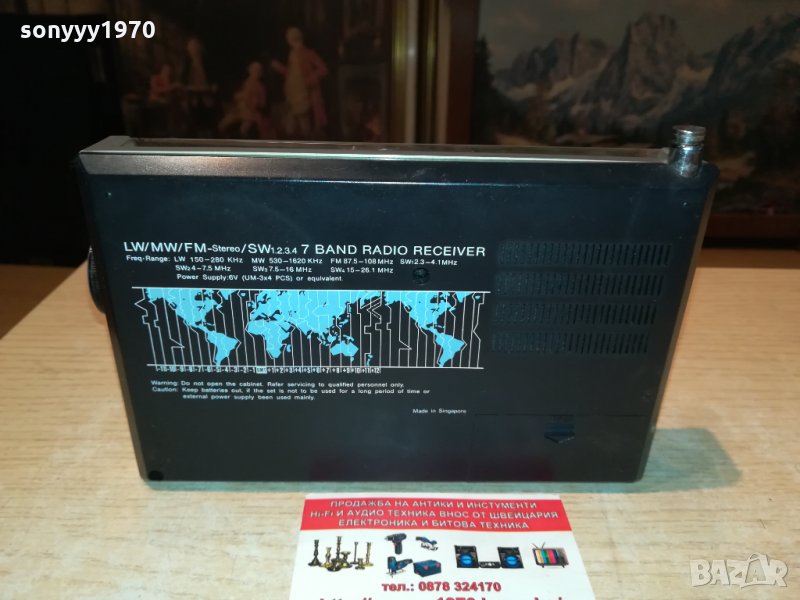 sonyyy1970
LW/MW/FM-Stereo/SW1.2.3.4 7 BAND RADIO RECEIVER
Freq-Range: LW 150-280 KHz MW 530-1620 KHz FM 87.5-108 MHz SW1 2.3-4.1 MHz
SW2 4-7.5 MHz SW3 7.5-16 MHz SW4 15-26.1 MHz
Power Supply:6V (UM-3x4 PCS) or equivalent.
Warning: Do not open the cabinet. Refer servicing to qualified personnel only.
Caution: Keep batteries out, if the set is not to be used for a long period of time or
external power supply been used mainly.
Made in Singapore
ПРОДАЖБА НА АНТИКИ И ИНСТУМЕНТИ
Hi-Fi И АУДИО ТЕХНИКА ВНОС ОТ ШВЕЙЦАРИЯ
ЕЛЕКТРОНИКА И БИТОВА ТЕХНИКА
тел.: 0878 324170
BAZAR